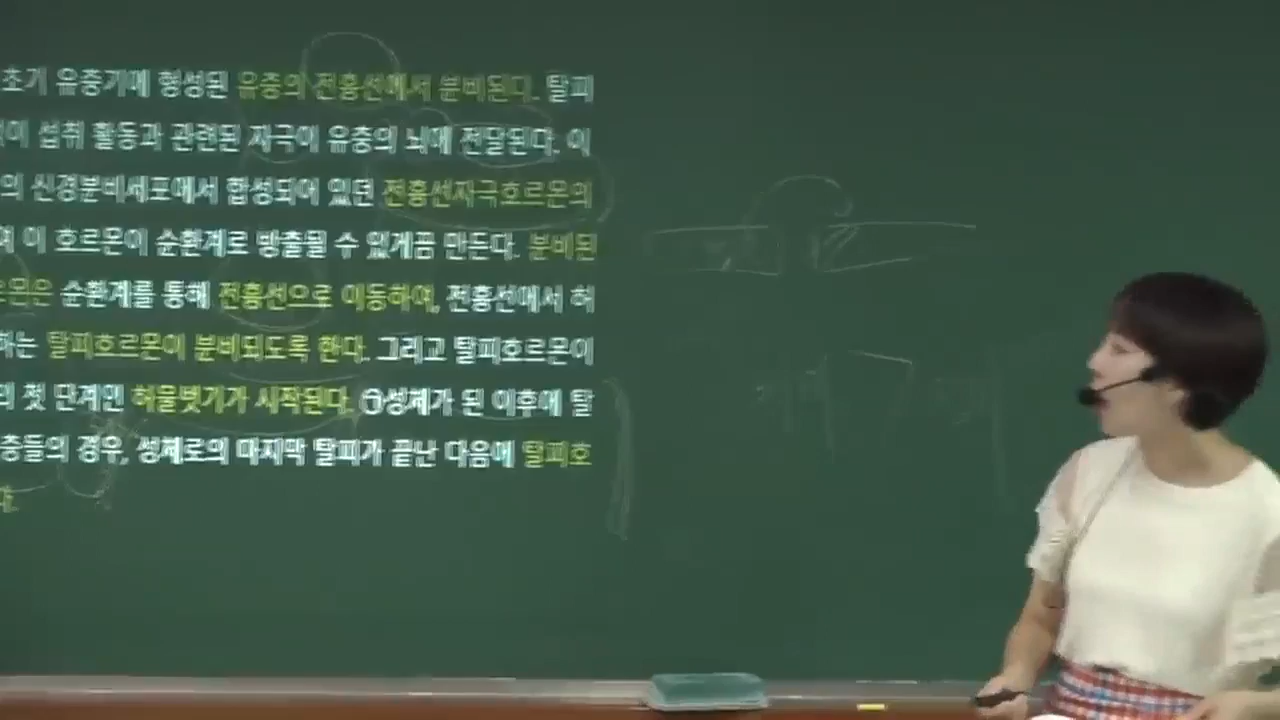 초기 유충기에 형성된 유충의 전흉선에서 분비된다. 탈피
섭취 활동과 관련된 자극이 유충의 뇌에 전달된다. 이
의 신경분비세포에서 합성되어 있던 전흉선자극호르몬의
이 호르몬이 순환계로 방출될 수 있게끔 만든다. 분비된
순환계를 통해 전흉선으로 이동하여, 전흉선에서 허
하는 탈피호르몬이 분비되도록 한다. 그리고 탈피호르몬이
의 첫 단계인 허물벗기가 시작된다. ㉠성체가 된 이후에 탈
충들의 경우, 성체로의 마지막 탈피가 끝난 다음에 탈피호
다.